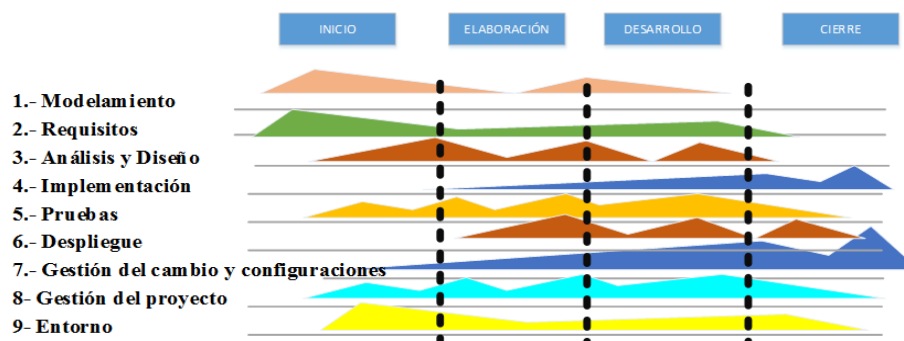 INICIO
ELABORACIÓN
DESARROLLO
CIERRE
1.- Modelamiento
2.- Requisitos
3.- Análisis y Diseño
4.- Implementación
5.- Pruebas
6.- Despliegue
7.- Gestión del cambio y configuraciones
8- Gestión del proyecto
9- Entorno